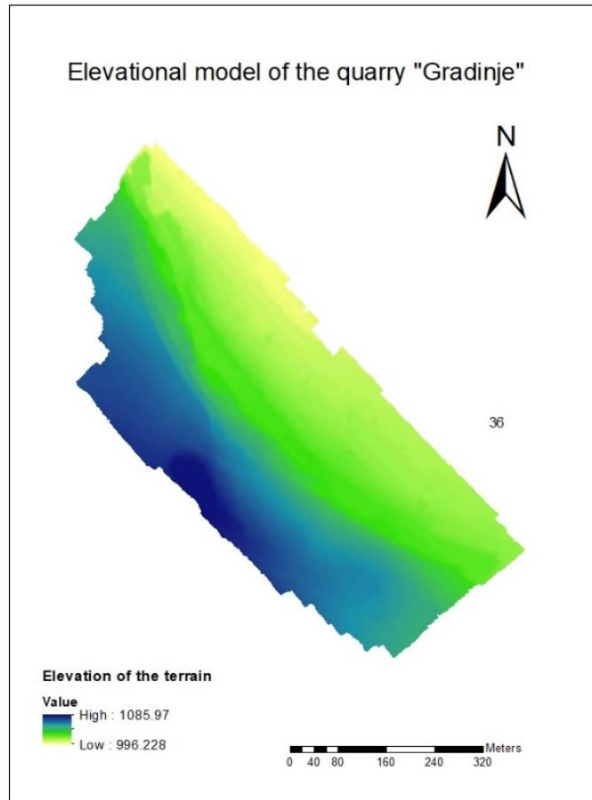 Elevational model of the quarry "Gradinje"
N
36
Elevation of the terrain
Value
High : 1085.97
Low : 996.228
Meters
0 40 80 160 240 320